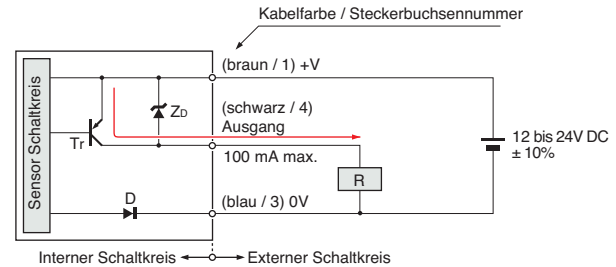 Kabelfarbe / Steckerbuchsennummer
(braun / 1) +V
Sensor Schaltkreis
Tr
ZD
(schwarz / 4)
Ausgang
100 mA max.
12 bis 24V DC
± 10%
R
D
(blau / 3) 0V
Interner Schaltkreis
Externer Schaltkreis